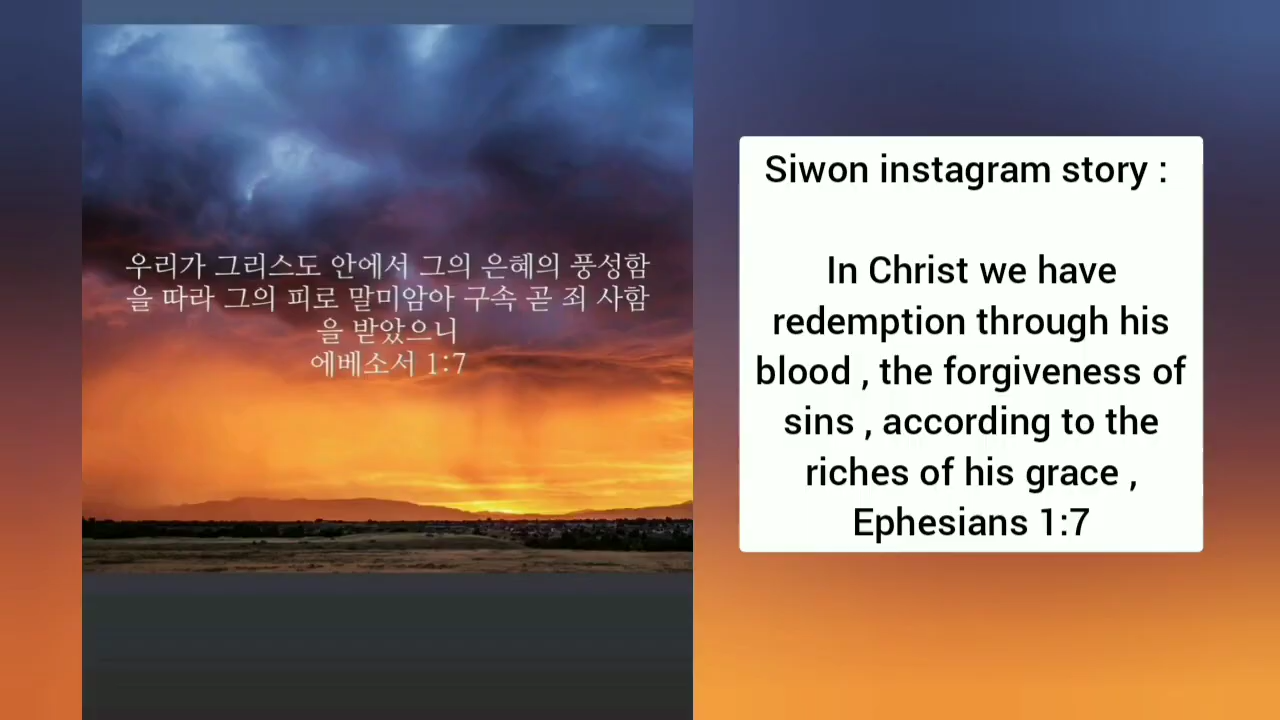 우리가 그리스도 안에서 그의 은혜의 풍성함
을 따라 그의 피로 말미암아 구속 곧 죄 사함
을 받았으니
에베소서 1:7
Siwon instagram story :
In Christ we have
redemption through his
blood , the forgiveness of
sins , according to the
riches of his grace ,
Ephesians 1:7